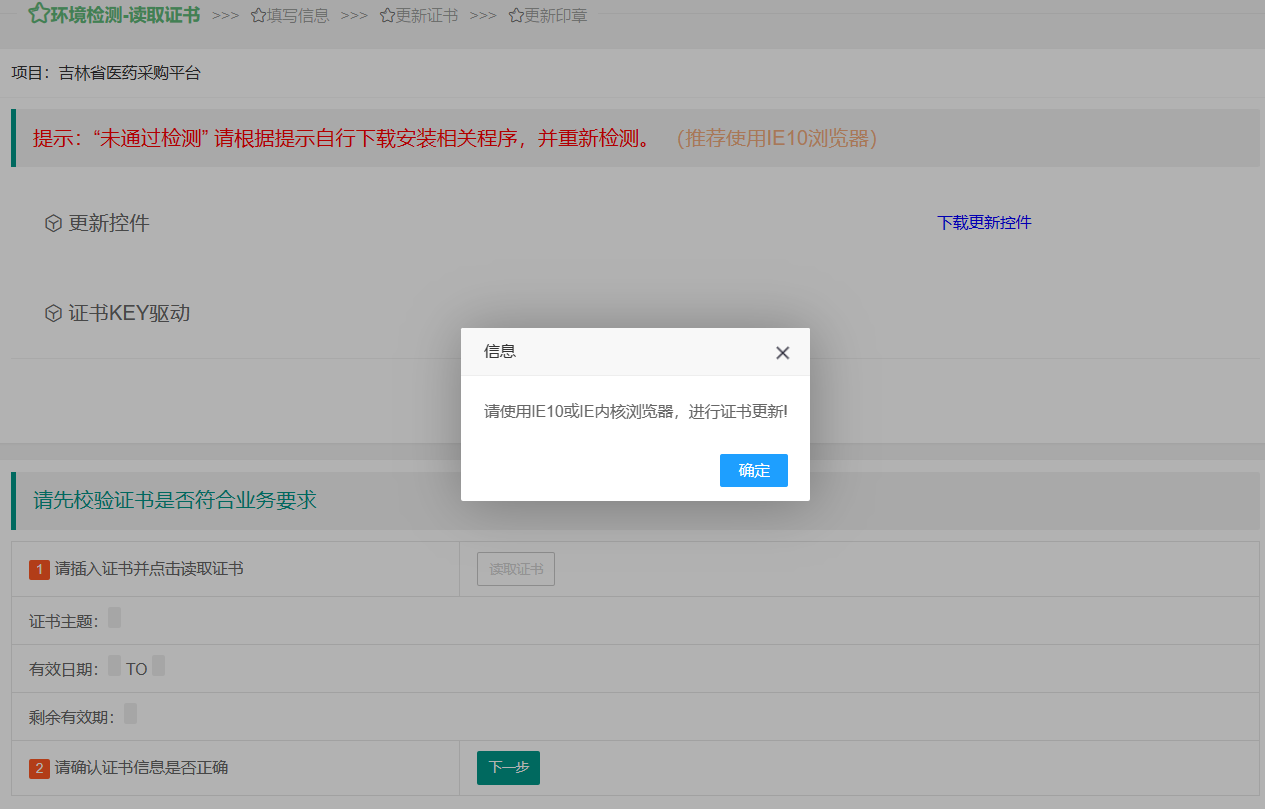 环境检测-读取证书 >>> 填写信息 >>> 更新证书 >>> 更新印章
项目：吉林省医药采购平台
提示：“未通过检测” 请根据提示自行下载安装相关程序，并重新检测。 （推荐使用IE10浏览器）
更新控件 下载更新控件
证书KEY驱动
信息
请使用IE10或IE内核浏览器，进行证书更新!
确定
请先校验证书是否符合业务要求
1 请插入证书并点击读取证书 读取证书
证书主题：
有效日期： TO
剩余有效期：
2 请确认证书信息是否正确 下一步